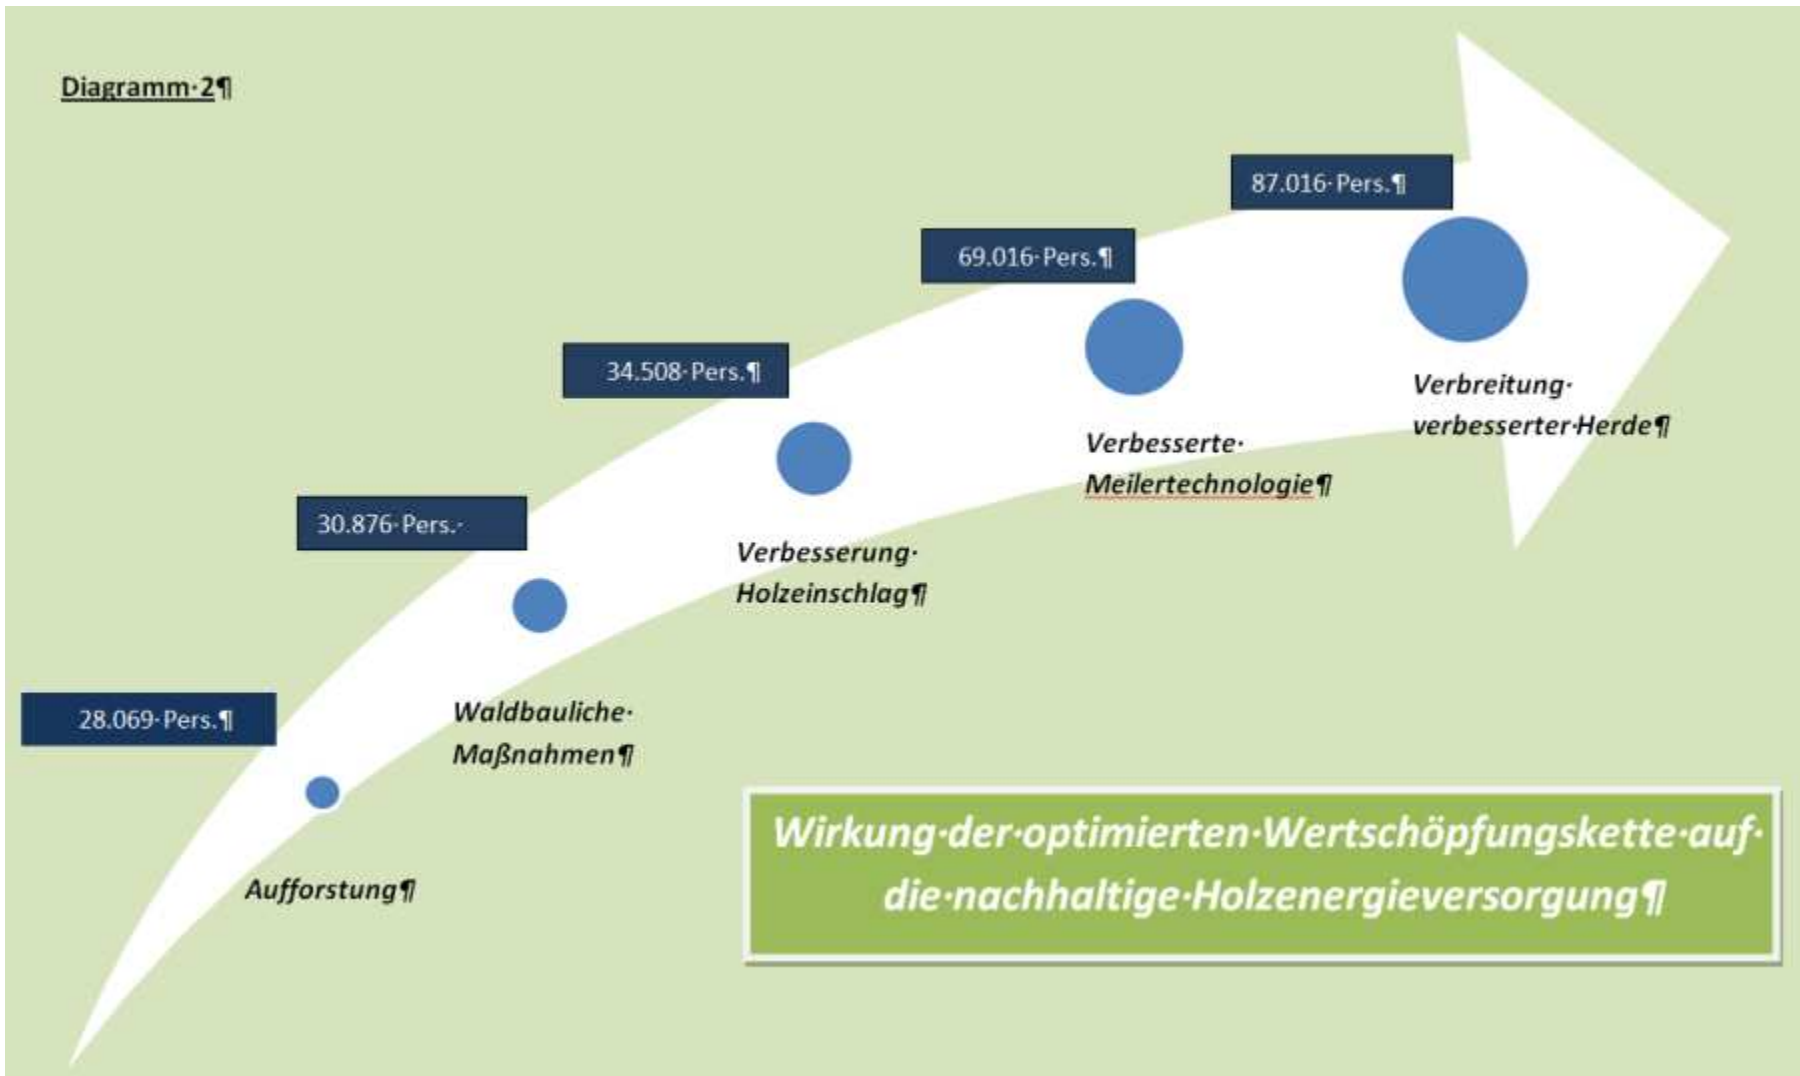 Diagramm·2¶
87.016· Pers.¶
69.016· Pers.¶
34.508· Pers.¶
30.876· Pers.·
28.069· Pers.¶
Verbreitung·
verbesserter·Herde¶
Verbesserte·
Meilertechnologie¶
Verbesserung·
Holzeinschlag¶
Waldbauliche·
Maßnahmen¶
Aufforstung¶
Wirkung·der·optimierten·Wertschöpfungskette·auf·
die·nachhaltige·Holzenergieversorgung¶